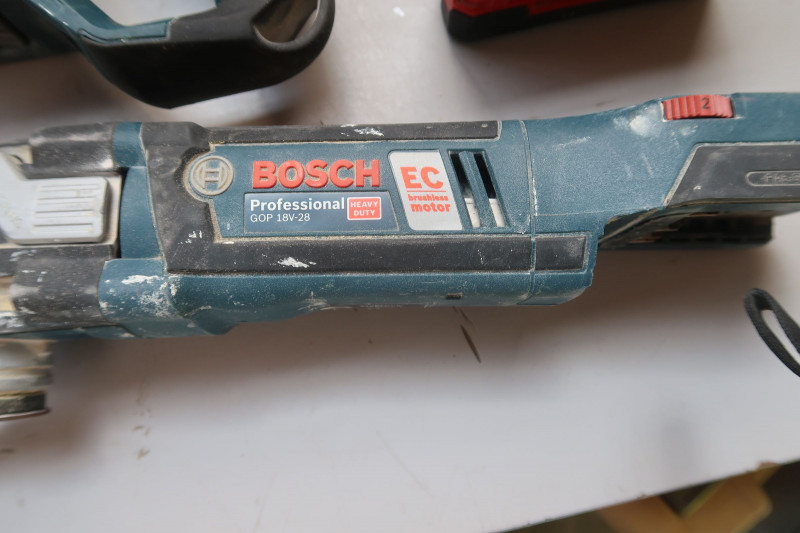 BOSCH
Professional
HEAVY DUTY
GOP 18V-28
EC
brushless
motor
2